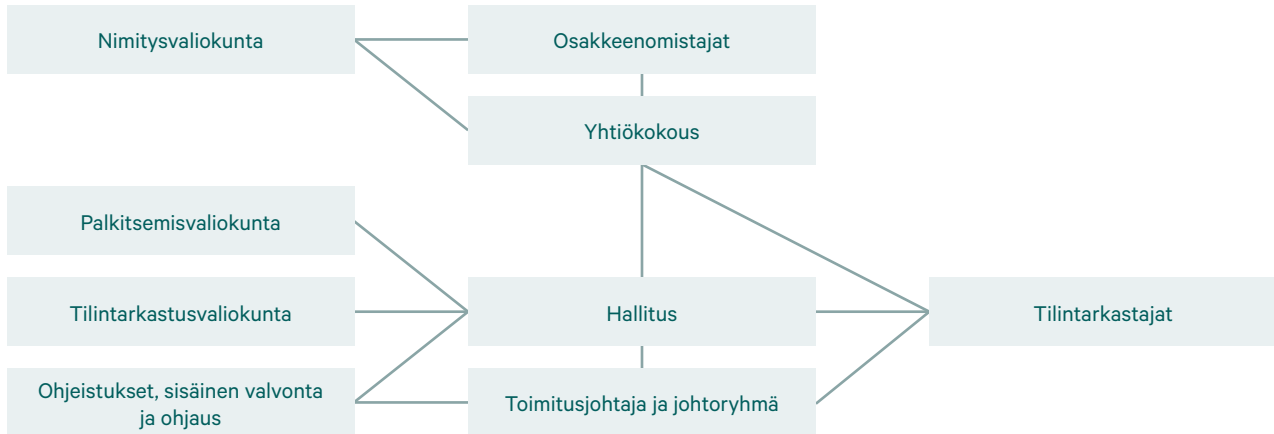 Nimitysvaliokunta
Osakkeenomistajat
Yhtiökokous
Palkitsemisvaliokunta
Tilintarkastusvaliokunta
Hallitus
Tilintarkastajat
Ohjeistukset, sisäinen valvonta
ja ohjaus
Toimitusjohtaja ja johtoryhmä